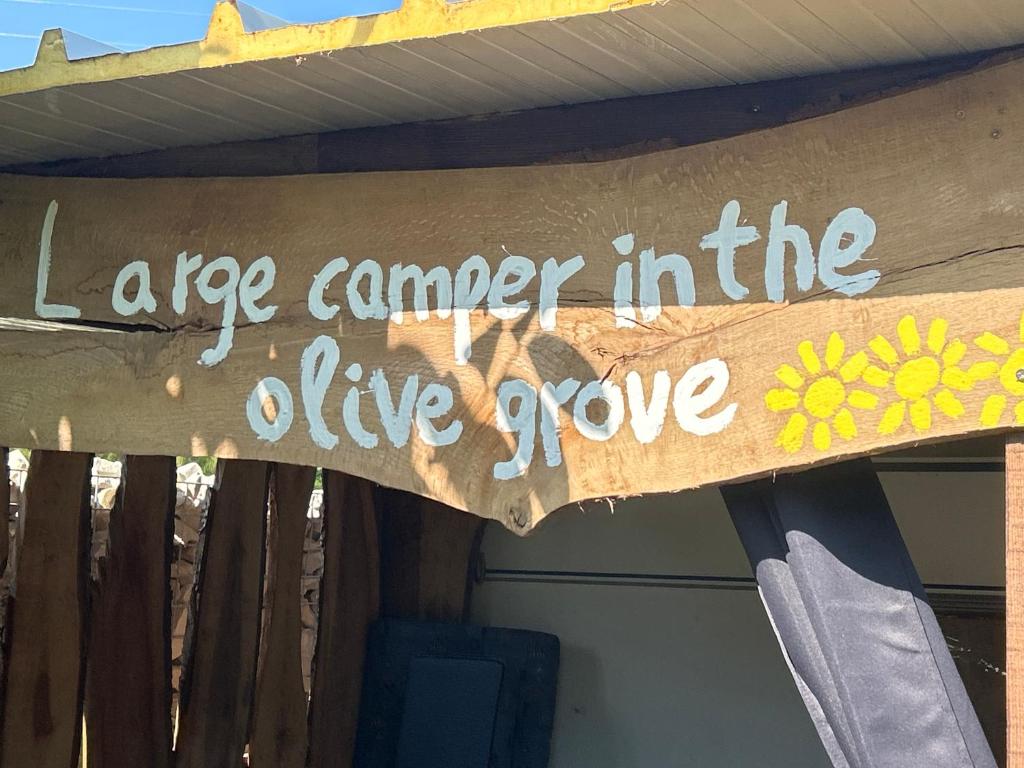 Large camper in the
olive grove